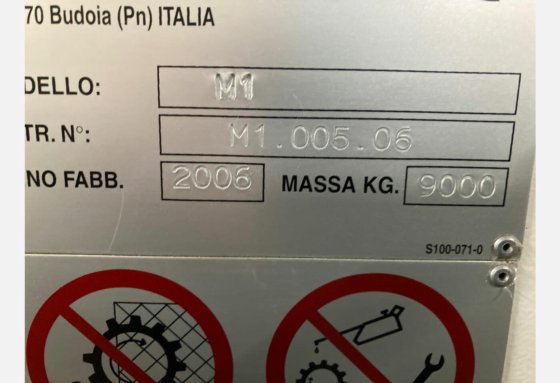 70 Budoia (Pn) ITALIA
DELLO: M1
TR. N°: M1.005.06
NO FABB. 2006 MASSA KG. 9000
S100-071-0